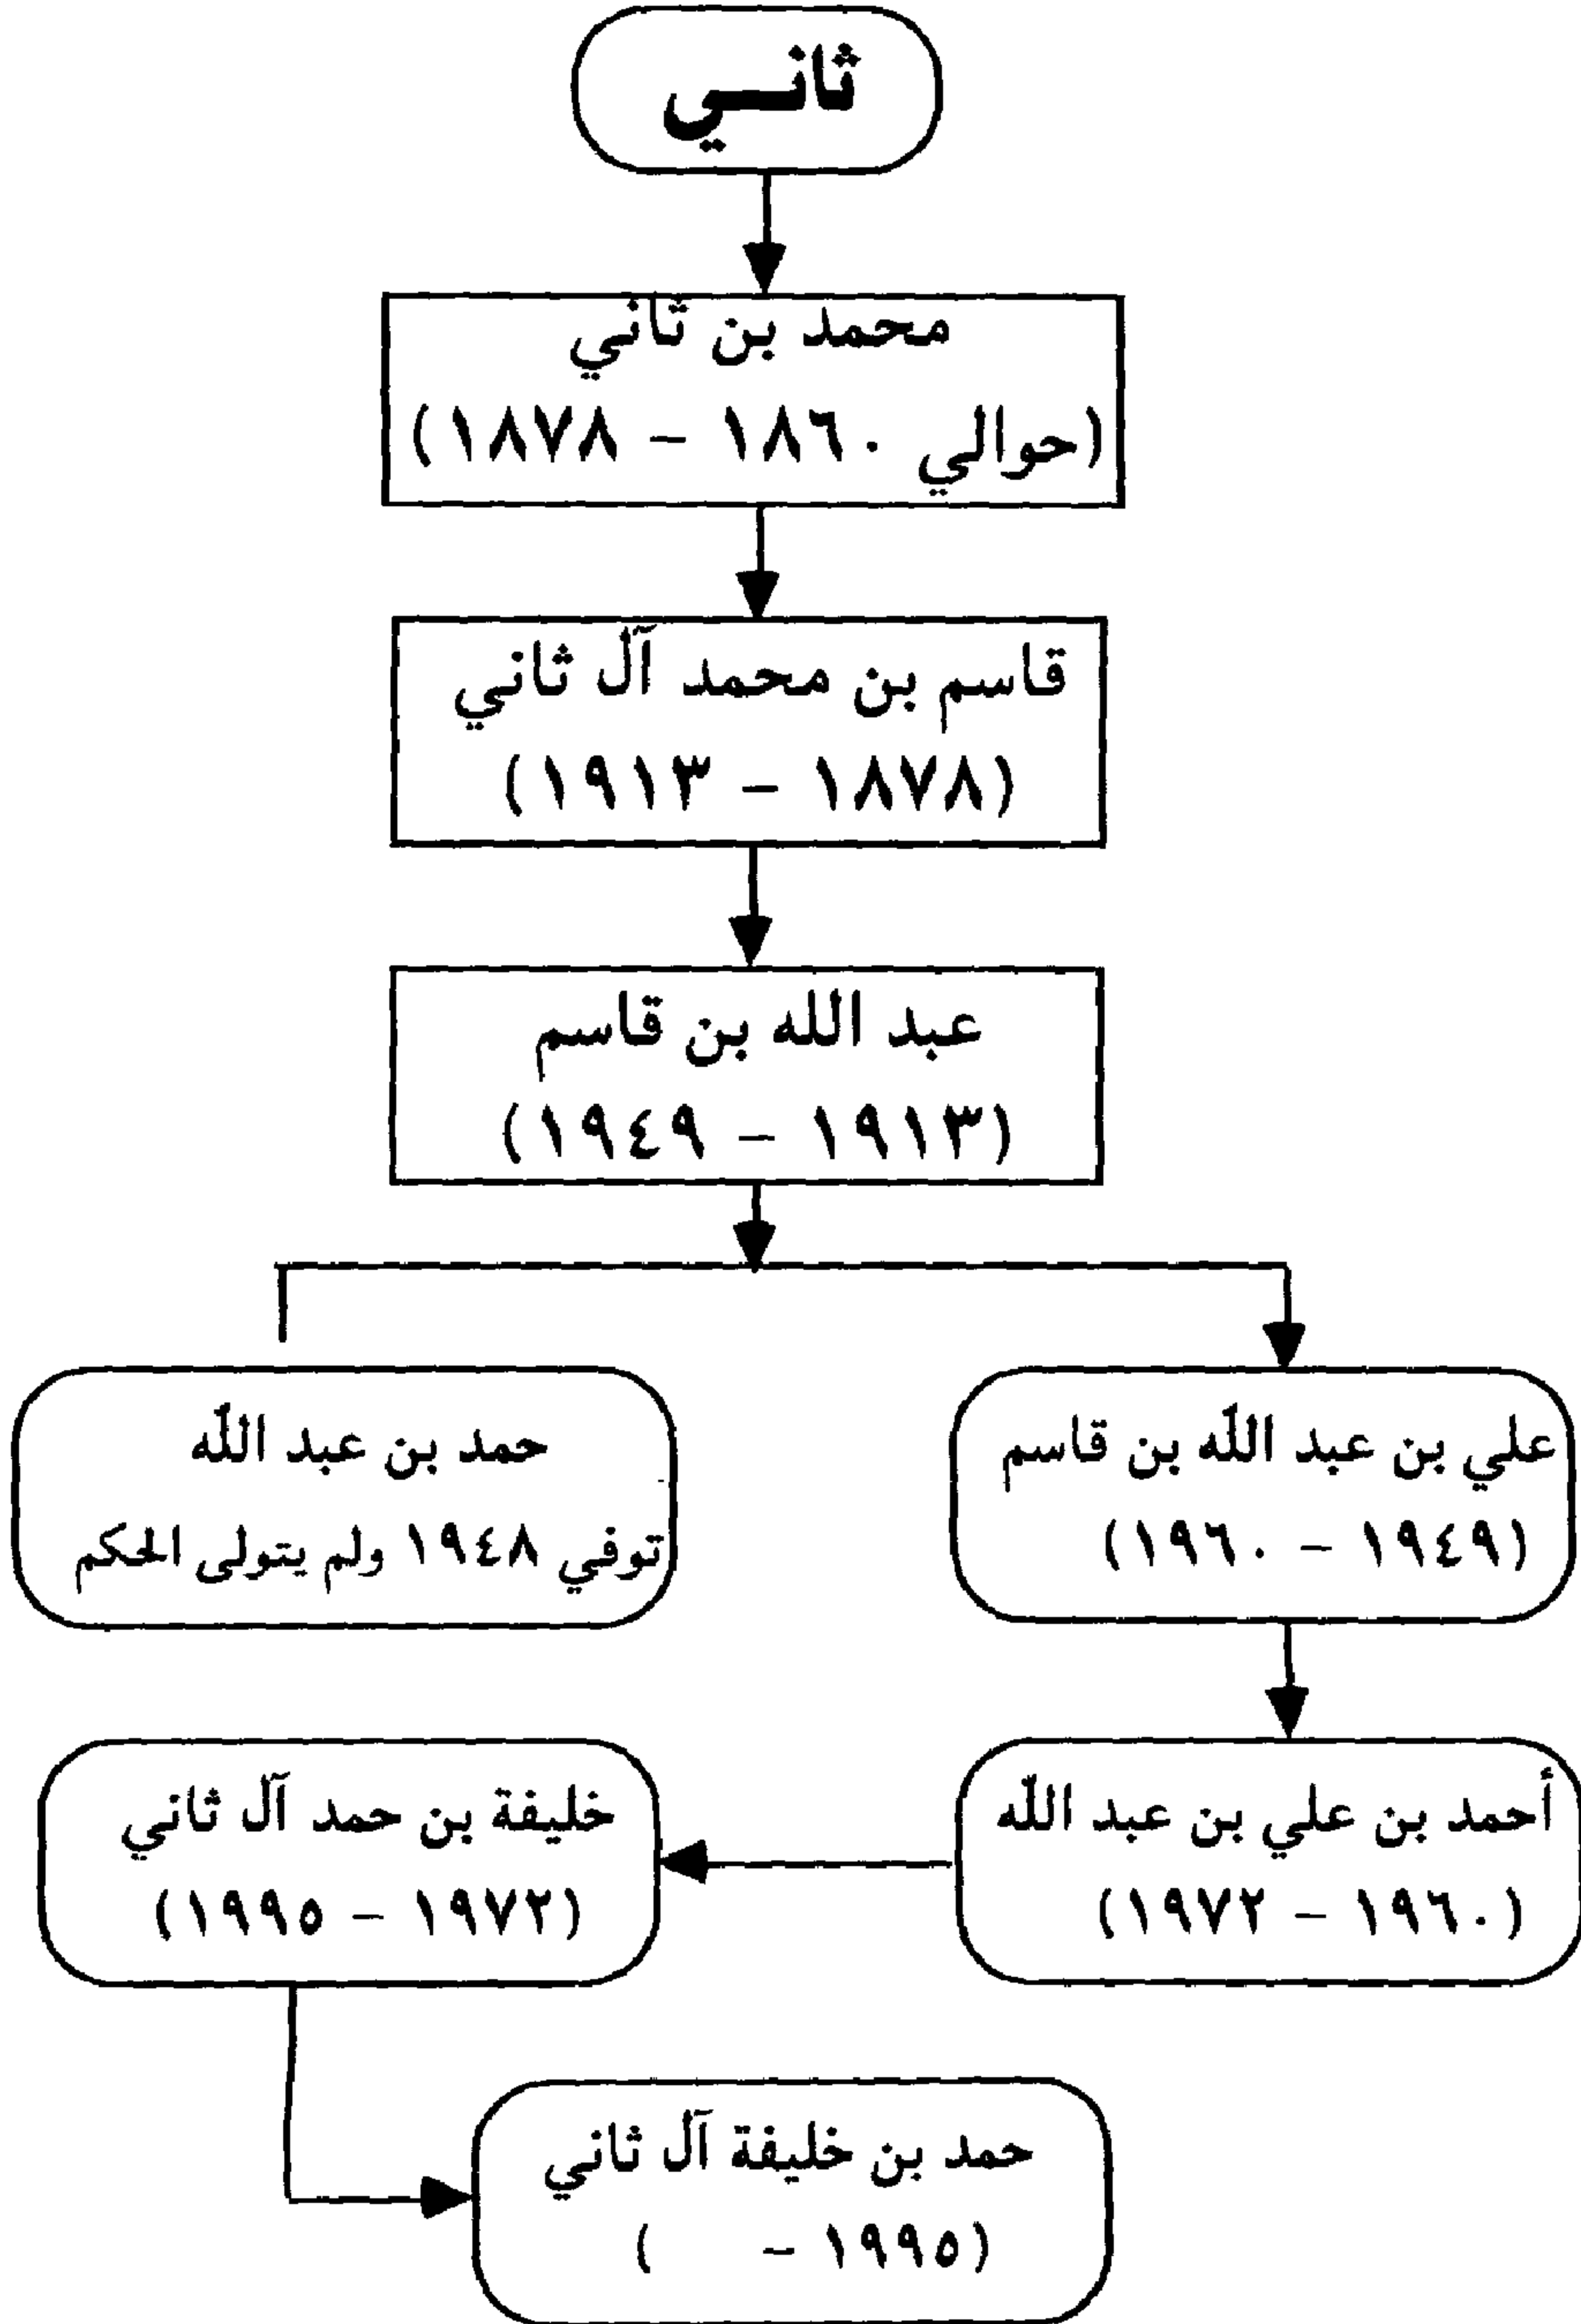 ثاني
محمد بن ثاني
(حوالي ١٨٦٠ – ١٨٧٨)
قاسم بن محمد آل ثاني
(١٨٧٨ – ١٩١٣)
عبد الله بن قاسم
(١٩١٣ – ١٩٤٩)
علي بن عبد الله بن قاسم
(١٩٤٩ – ١٩٦٠)
حمد بن عبد الله
توفي ١٩٤٨ ولم يتولى الحكم
أحمد بن علي بن عبد الله
(١٩٦٠ – ١٩٧٢)
خليفة بن حمد آل ثاني
(١٩٧٢ – ١٩٩٥)
حمد بن خليفة آل ثاني
(١٩٩٥ – )